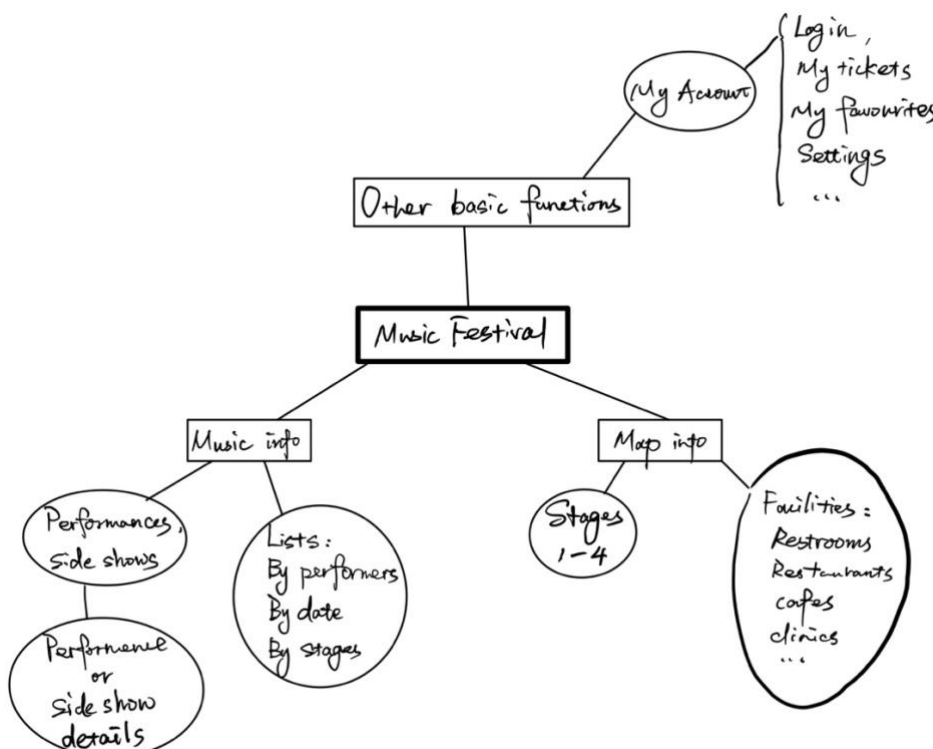 Login,
My tickets
My favourites
Settings
...
My Account
Other basic functions
Music Festival
Music info
Map info
Performances,
side shows
Lists:
By performers
By date
By stages
Stages
1-4
Facilities:
Restrooms
Restaurants
cafes
clinics
...
Performance
or
side show
details